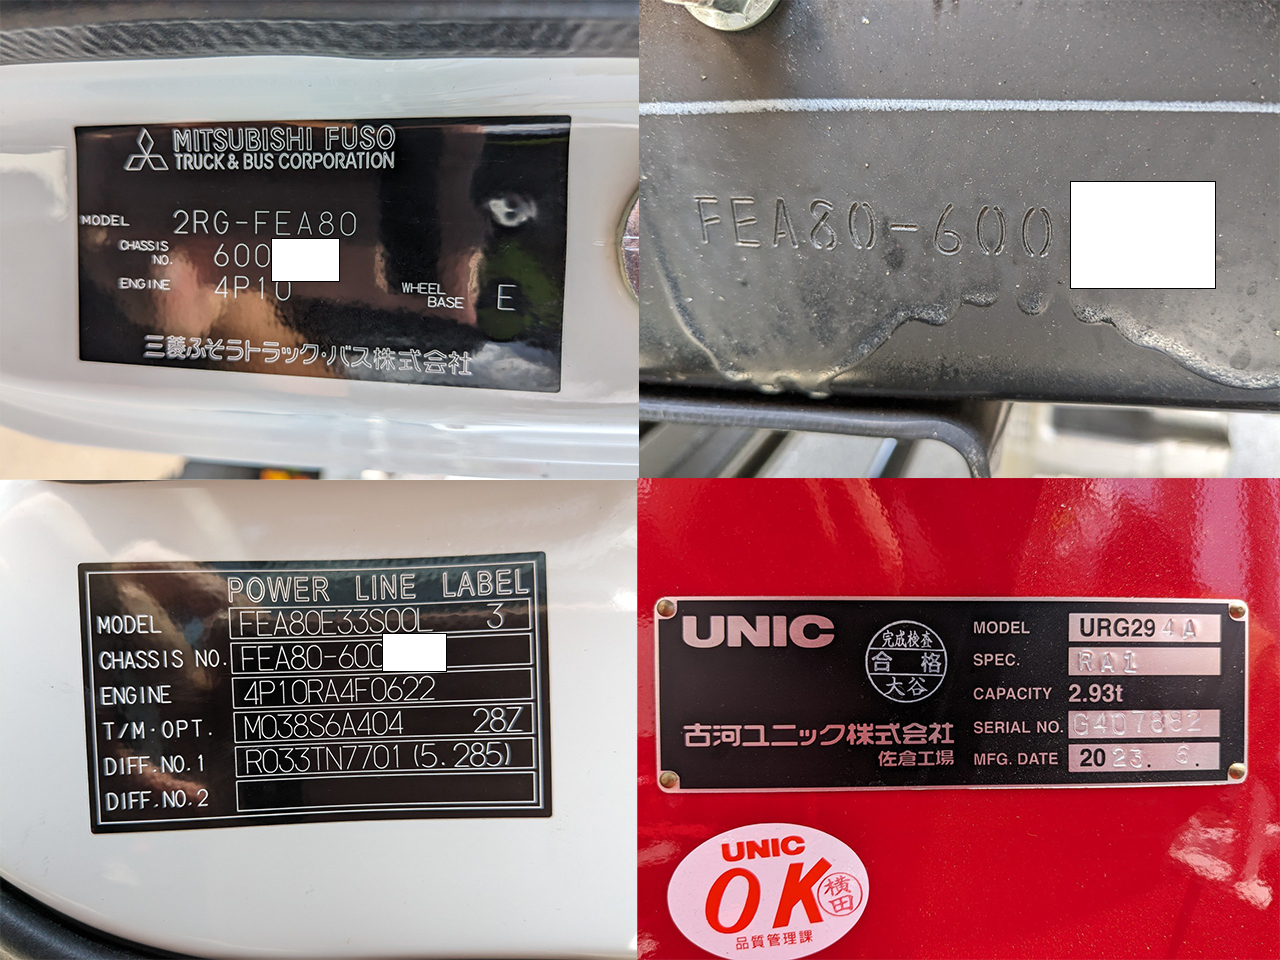 MITSUBISHI FUSO
TRUCK & BUS CORPORATION
MODEL 2RG-FEA80
CHASSIS NO. 600
ENGINE 4P10
WHEEL BASE E
三菱ふそうトラック・バス株式会社
FEA80-600
POWER LINE LABEL
MODEL FEA80E33S00L 3
CHASSIS NO. FEA80-600
ENGINE 4P10RA4F0622
T/M・OPT. M038S6A404 28Z
DIFF.NO.1 R033TN7701 (5.285)
DIFF.NO.2
UNIC
完成検査
合格
大谷
古河ユニック株式会社
佐倉工場
MODEL URG294A
SPEC. RA1
CAPACITY 2.93t
SERIAL NO. G407882
MFG. DATE 2023. 6.
UNIC
OK
横田
品質管理課